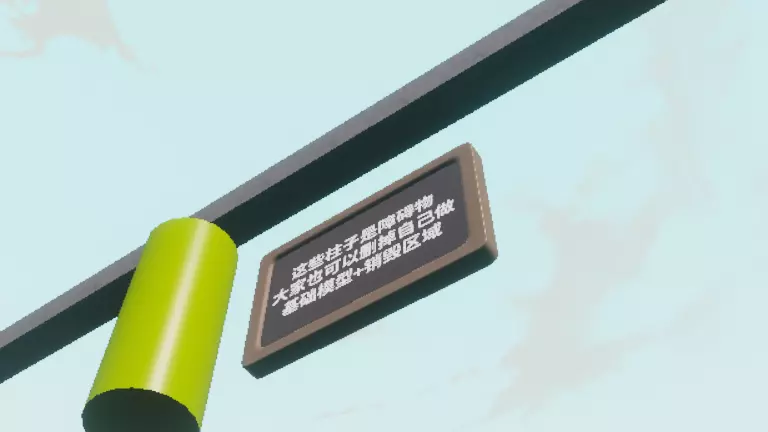 这些柱子是障碍物
大家也可以删掉自己做
基础模型+销毁区域